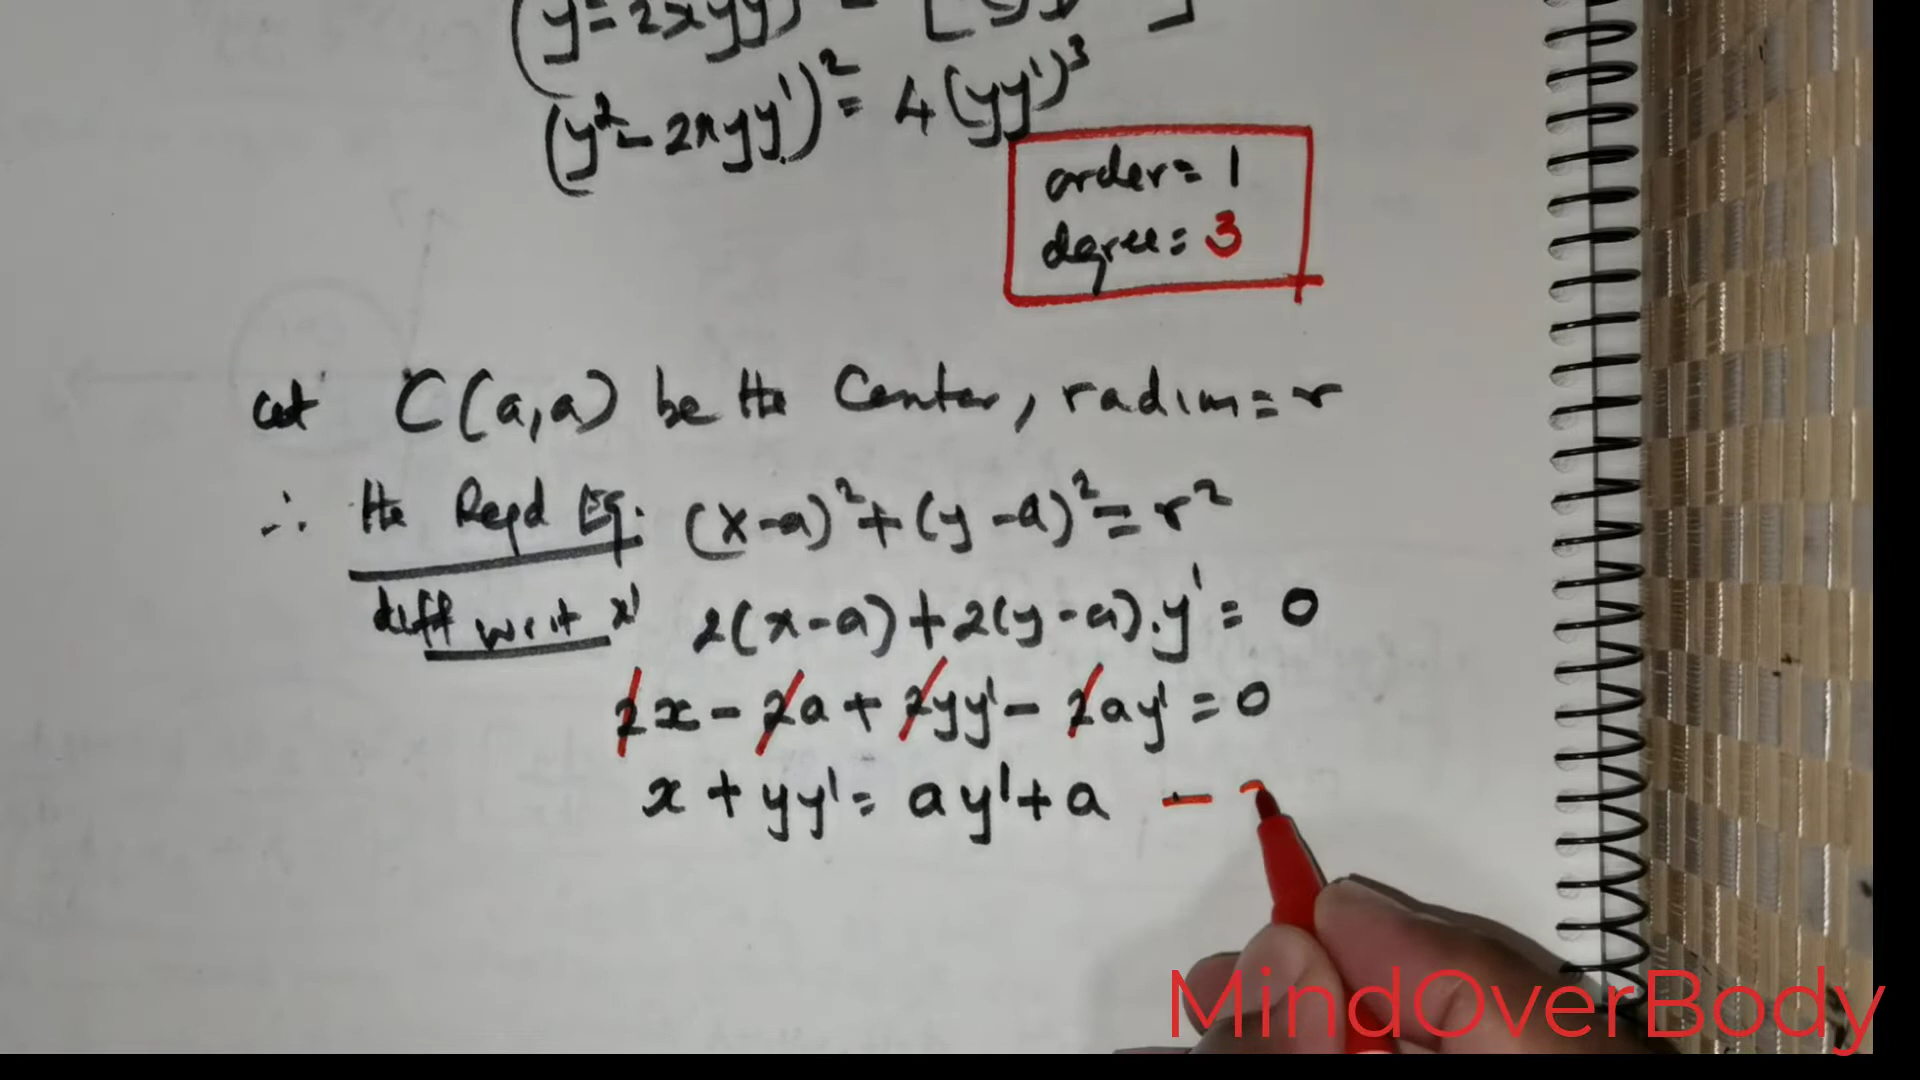 (y² - 2xyy')² = 4(yy')³
order = 1
degree = 3
Let C(a,a) be the Center, radius = r
∴ the Reqd Eq. (x-a)² + (y-a)² = r²
diff w.r.t 'x' 2(x-a) + 2(y-a).y' = 0
2x - 2a + 2yy' - 2ay' = 0
x + yy' = ay' + a -
MindOverBody